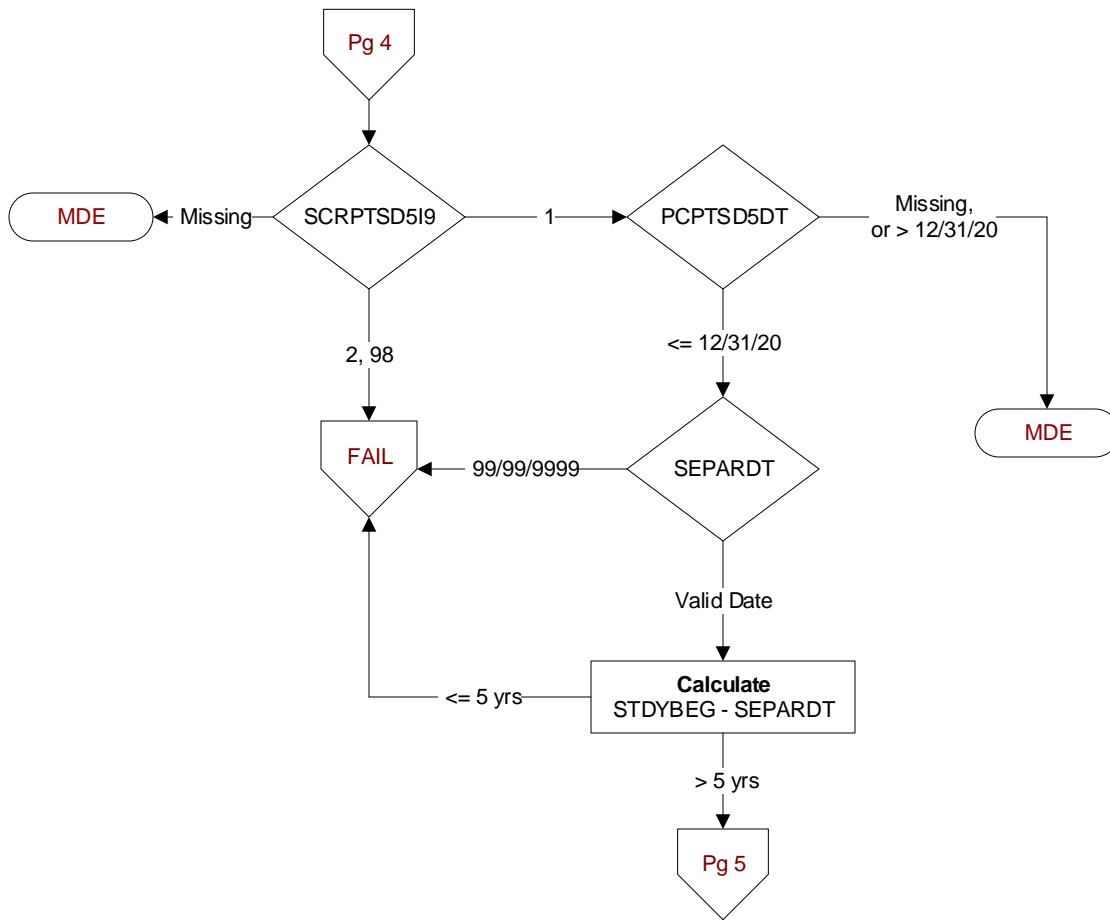 Pg 4
MDE
Missing
SCRPTSD5I9
1
PCPTSD5DT
Missing,
or > 12/31/20
2, 98
<= 12/31/20
MDE
FAIL
99/99/9999
SEPARDT
Valid Date
<= 5 yrs
Calculate
STDYBEG - SEPARDT
> 5 yrs
Pg 5